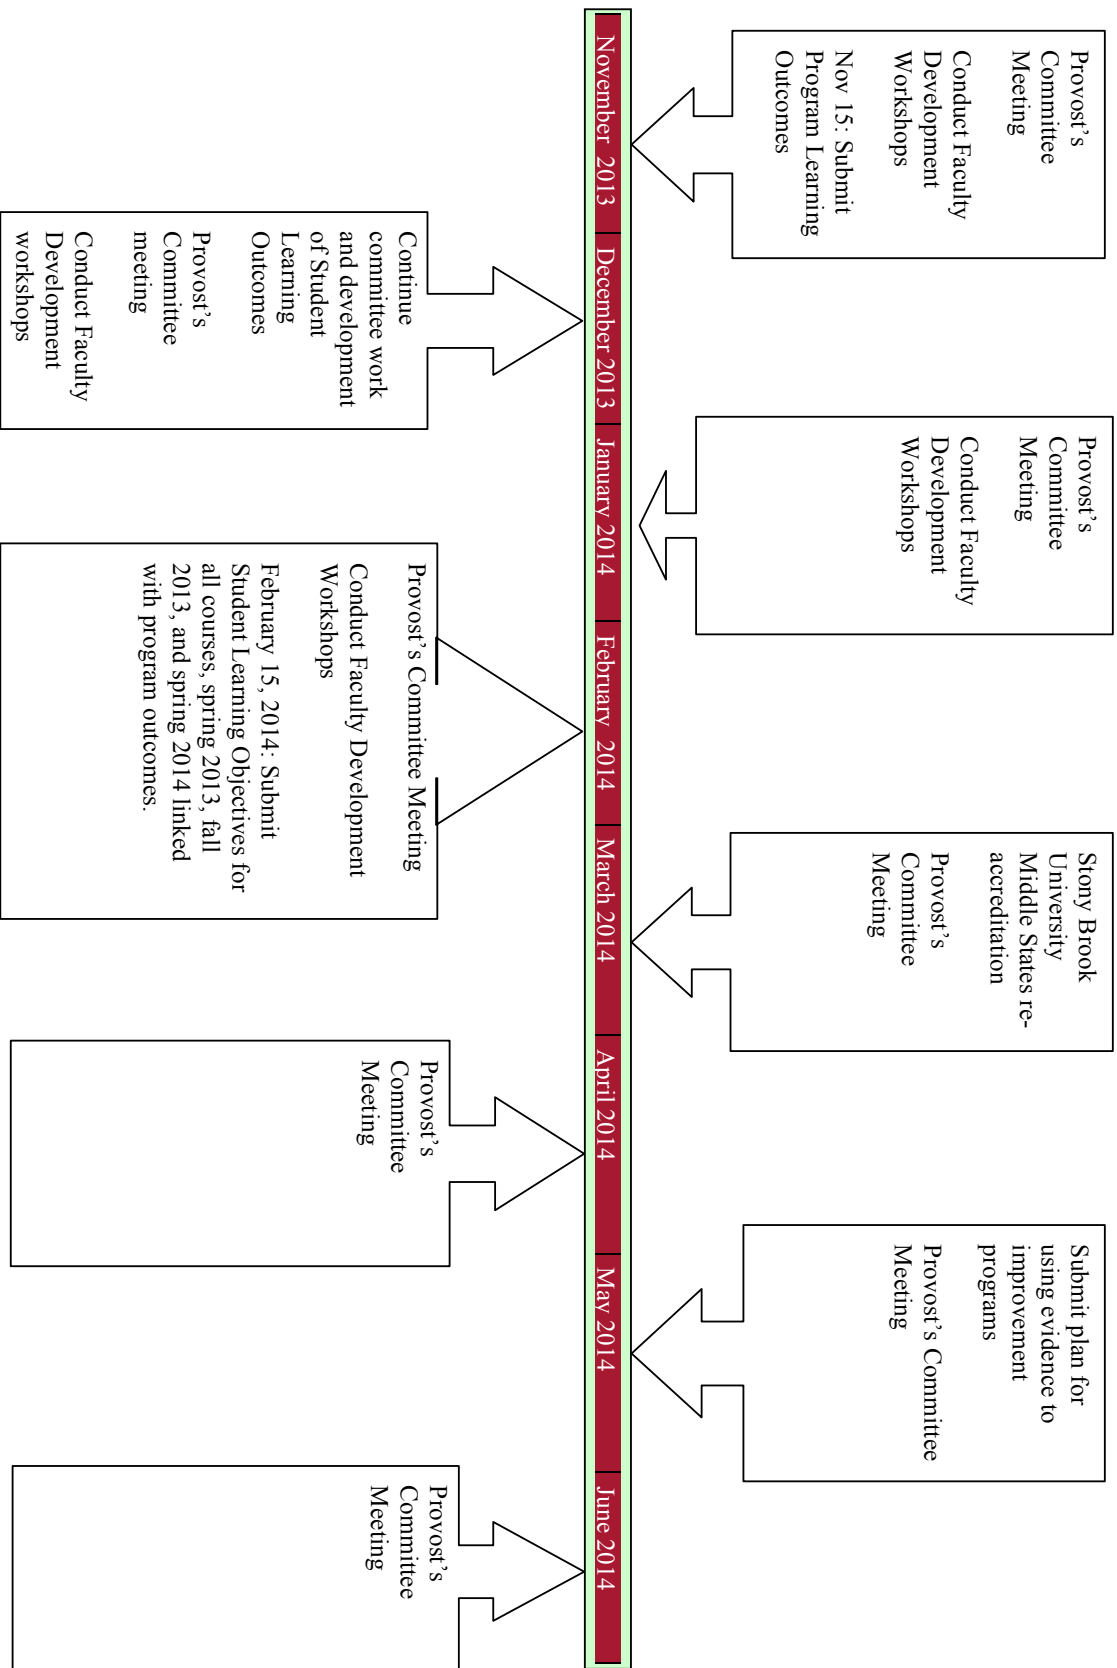 Provost's
Committee
Meeting
Conduct Faculty
Development
Workshops
Nov 15: Submit
Program Learning
Outcomes
Provost's
Committee
Meeting
Conduct Faculty
Development
Workshops
Stony Brook
University
Middle States re-
accreditation
Provost's
Committee
Meeting
Submit plan for
using evidence to
improvement
programs
Provost's Committee
Meeting
November 2013
December 2013
January 2014
February 2014
March 2014
April 2014
May 2014
June 2014
Continue
committee work
and development
of Student
Learning
Outcomes
Provost's
Committee
meeting
Conduct Faculty
Development
workshops
Provost's Committee Meeting
Conduct Faculty Development
Workshops
February 15, 2014: Submit
Student Learning Objectives for
all courses, spring 2013, fall
2013, and spring 2014 linked
with program outcomes.
Provost's
Committee
Meeting
Provost's
Committee
Meeting